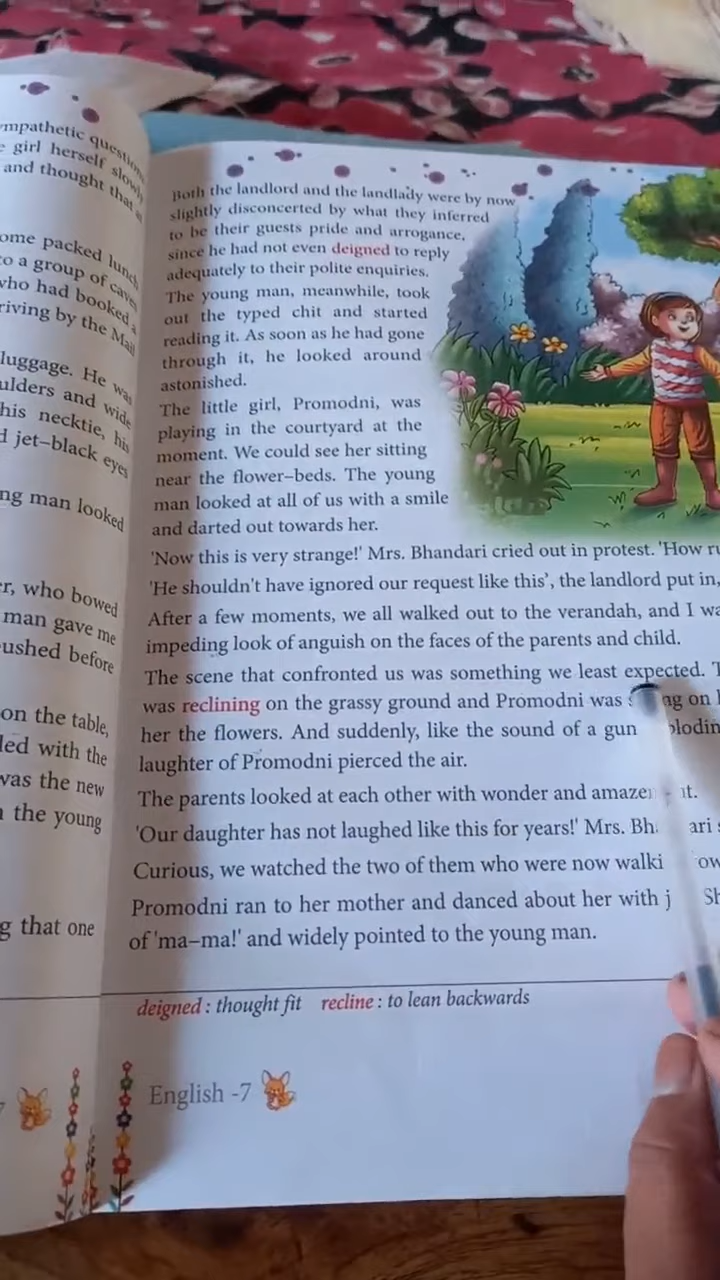 mpathetic
girl herself slowly
and thought that
ome packed lunch
o a group of caves
who had booked a
riving by the Mail
luggage. He was
ulders and wide
his necktie, his
d jet-black eyes
ng man looked
er, who bowed
man gave me
ushed before
on the table,
led with the
was the new
the young
g that one
Both the landlord and the landlady were by now
slightly disconcerted by what they inferred
to be their guests pride and arrogance,
since he had not even deigned to reply
adequately to their polite enquiries.
The young man, meanwhile, took
out the typed chit and started
reading it. As soon as he had gone
through it, he looked around
astonished.
The little girl, Promodni, was
playing in the courtyard at the
moment. We could see her sitting
near the flower-beds. The young
man looked at all of us with a smile
and darted out towards her.
'Now this is very strange!' Mrs. Bhandari cried out in protest. 'How ru
'He shouldn't have ignored our request like this', the landlord put in,
After a few moments, we all walked out to the verandah, and I wa
impeding look of anguish on the faces of the parents and child.
The scene that confronted us was something we least expected. T
was reclining on the grassy ground and Promodni was on
her the flowers. And suddenly, like the sound of a gun
laughter of Promodni pierced the air.
The parents looked at each other with wonder and
'Our daughter has not laughed like this for years!' Mrs.
Curious, we watched the two of them who were now
Promodni ran to her mother and danced about her with
of 'ma-ma!' and widely pointed to the young man.
deigned : thought fit recline : to lean backwards
English -7